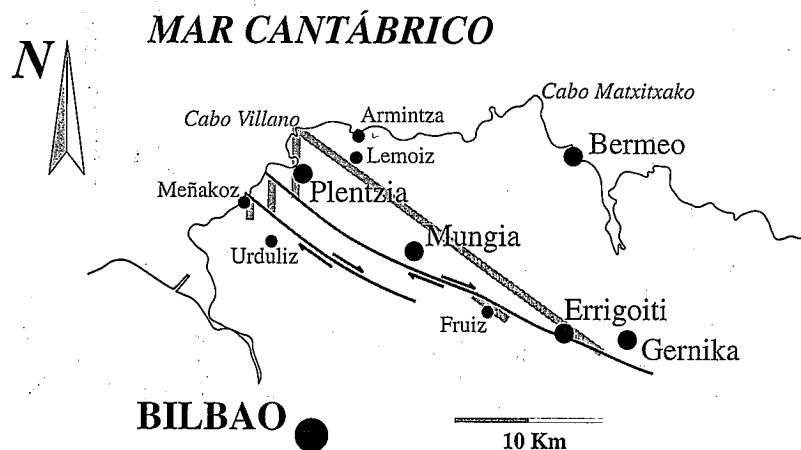 MAR CANTÁBRICO
N
Cabo Matxitxako
Cabo Villano
Armintza
Bermeo
Lemoiz
Meñakoz
Plentzia
Mungia
Urduliz
Errigoiti
Fruiz
Gernika
BILBAO
10 Km